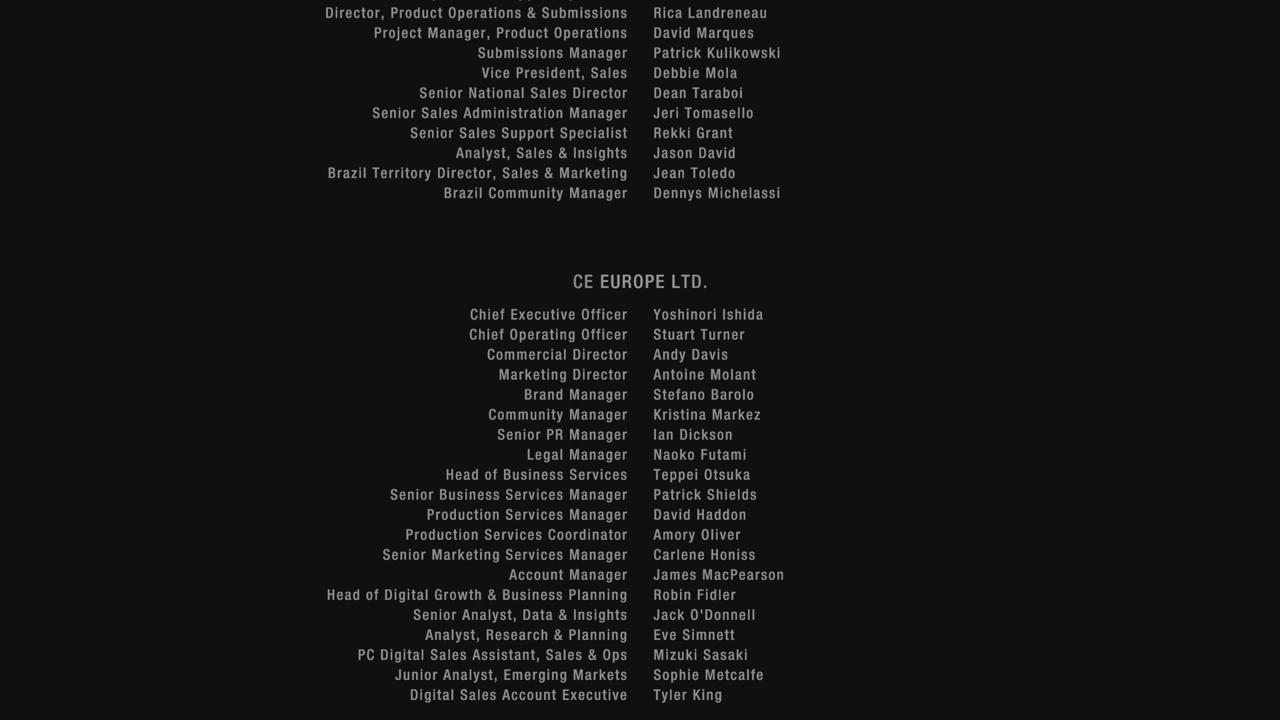 Director, Product Operations & Submissions Rica Landreneau
Project Manager, Product Operations David Marques
Submissions Manager Patrick Kulikowski
Vice President, Sales Debbie Mola
Senior National Sales Director Dean Taraboi
Senior Sales Administration Manager Jeri Tomasello
Senior Sales Support Specialist Rekki Grant
Analyst, Sales & Insights Jason David
Brazil Territory Director, Sales & Marketing Jean Toledo
Brazil Community Manager Dennys Michelassi
CE EUROPE LTD.
Chief Executive Officer Yoshinori Ishida
Chief Operating Officer Stuart Turner
Commercial Director Andy Davis
Marketing Director Antoine Molant
Brand Manager Stefano Barolo
Community Manager Kristina Markez
Senior PR Manager Ian Dickson
Legal Manager Naoko Futami
Head of Business Services Teppei Otsuka
Senior Business Services Manager Patrick Shields
Production Services Manager David Haddon
Production Services Coordinator Amory Oliver
Senior Marketing Services Manager Carlene Honiss
Account Manager James MacPearson
Head of Digital Growth & Business Planning Robin Fidler
Senior Analyst, Data & Insights Jack O'Donnell
Analyst, Research & Planning Eve Simnett
PC Digital Sales Assistant, Sales & Ops Mizuki Sasaki
Junior Analyst, Emerging Markets Sophie Metcalfe
Digital Sales Account Executive Tyler King